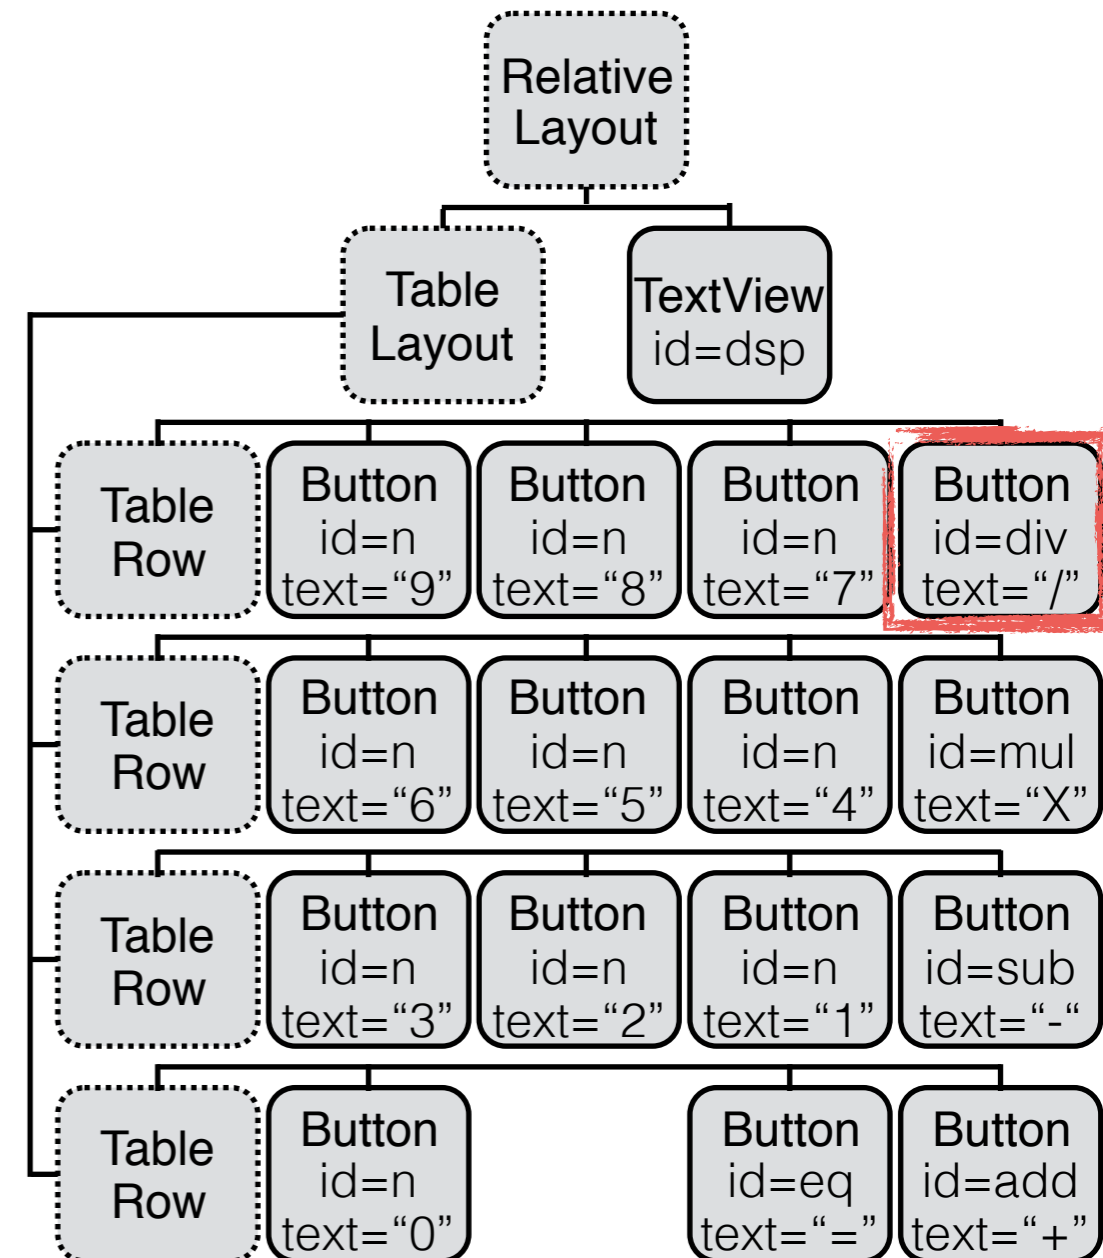 Relative
Layout
Table
Layout
TextView
id=dsp
Table
Row
Button
id=n
text=“9”
Button
id=n
text=“8”
Button
id=n
text=“7”
Button
id=div
text=“/”
Table
Row
Button
id=n
text=“6”
Button
id=n
text=“5”
Button
id=n
text=“4”
Button
id=mul
text=“X”
Table
Row
Button
id=n
text=“3”
Button
id=n
text=“2”
Button
id=n
text=“1”
Button
id=sub
text=“-“
Table
Row
Button
id=n
text=“0”
Button
id=eq
text=“=”
Button
id=add
text=“+”